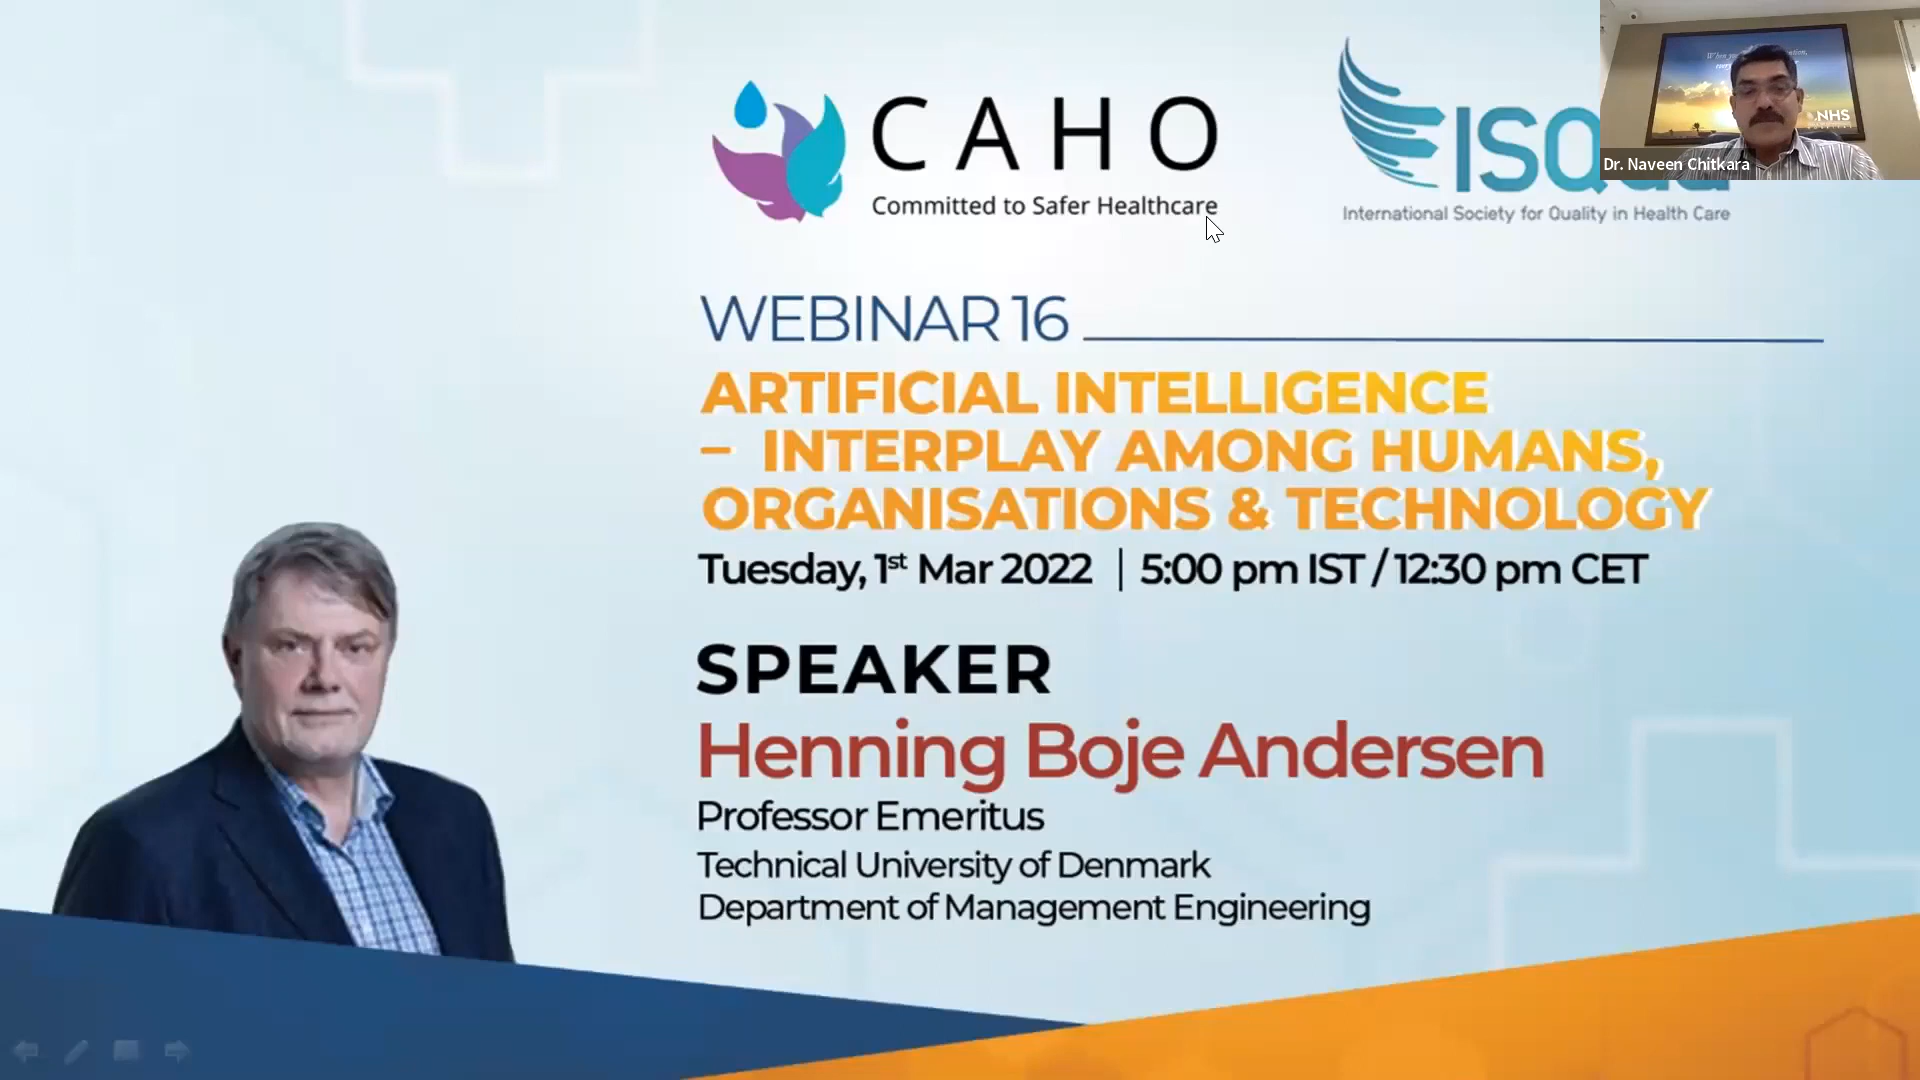 CAHO
Committed to Safer Healthcare
ISQua
International Society for Quality in Health Care
NHS
Dr. Naveen Chitkara
WEBINAR 16
ARTIFICIAL INTELLIGENCE
– INTERPLAY AMONG HUMANS,
ORGANISATIONS & TECHNOLOGY
Tuesday, 1st Mar 2022 | 5:00 pm IST / 12:30 pm CET
SPEAKER
Henning Boje Andersen
Professor Emeritus
Technical University of Denmark
Department of Management Engineering